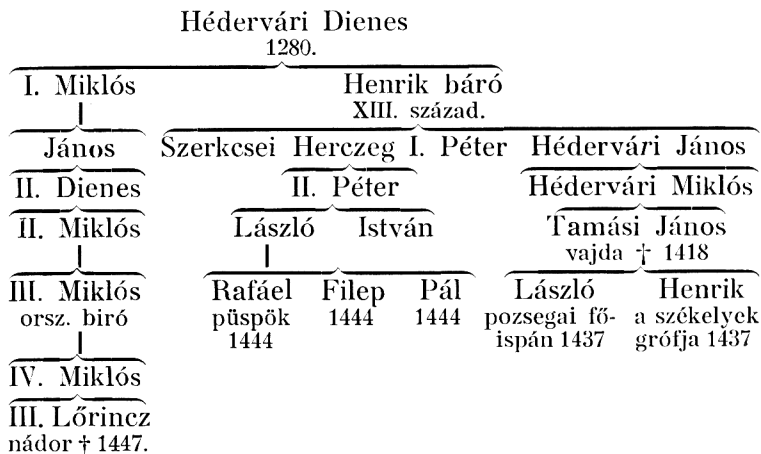 Hédervári Dienes
1280.
I. Miklós Henrik báró
XIII. század.
János Szerkcsei Herczeg I. Péter Hédervári János
II. Dienes II. Péter Hédervári Miklós
II. Miklós László István Tamási János
vajda † 1418
III. Miklós Rafáel Filep Pál László Henrik
orsz. biró püspök 1444 1444 pozsegai fő- a székelyek
1444 ispán 1437 grófja 1437
IV. Miklós
III. Lőrincz
nádor † 1447.